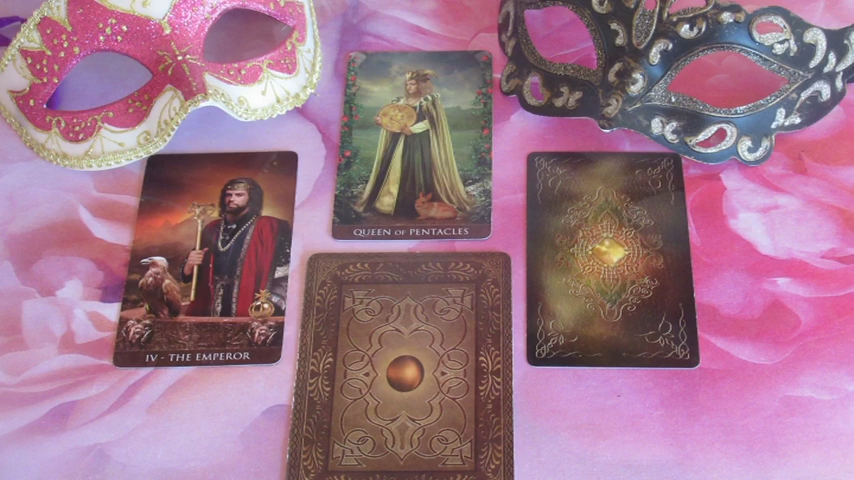 QUEEN OF PENTACLES
IV - THE EMPEROR